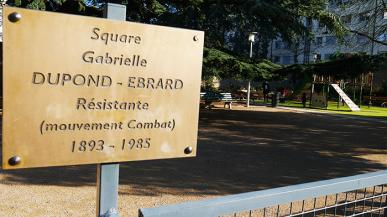 Square
Gabrielle
DUPOND - EBRARD
Résistante
(mouvement Combat)
1893 - 1985